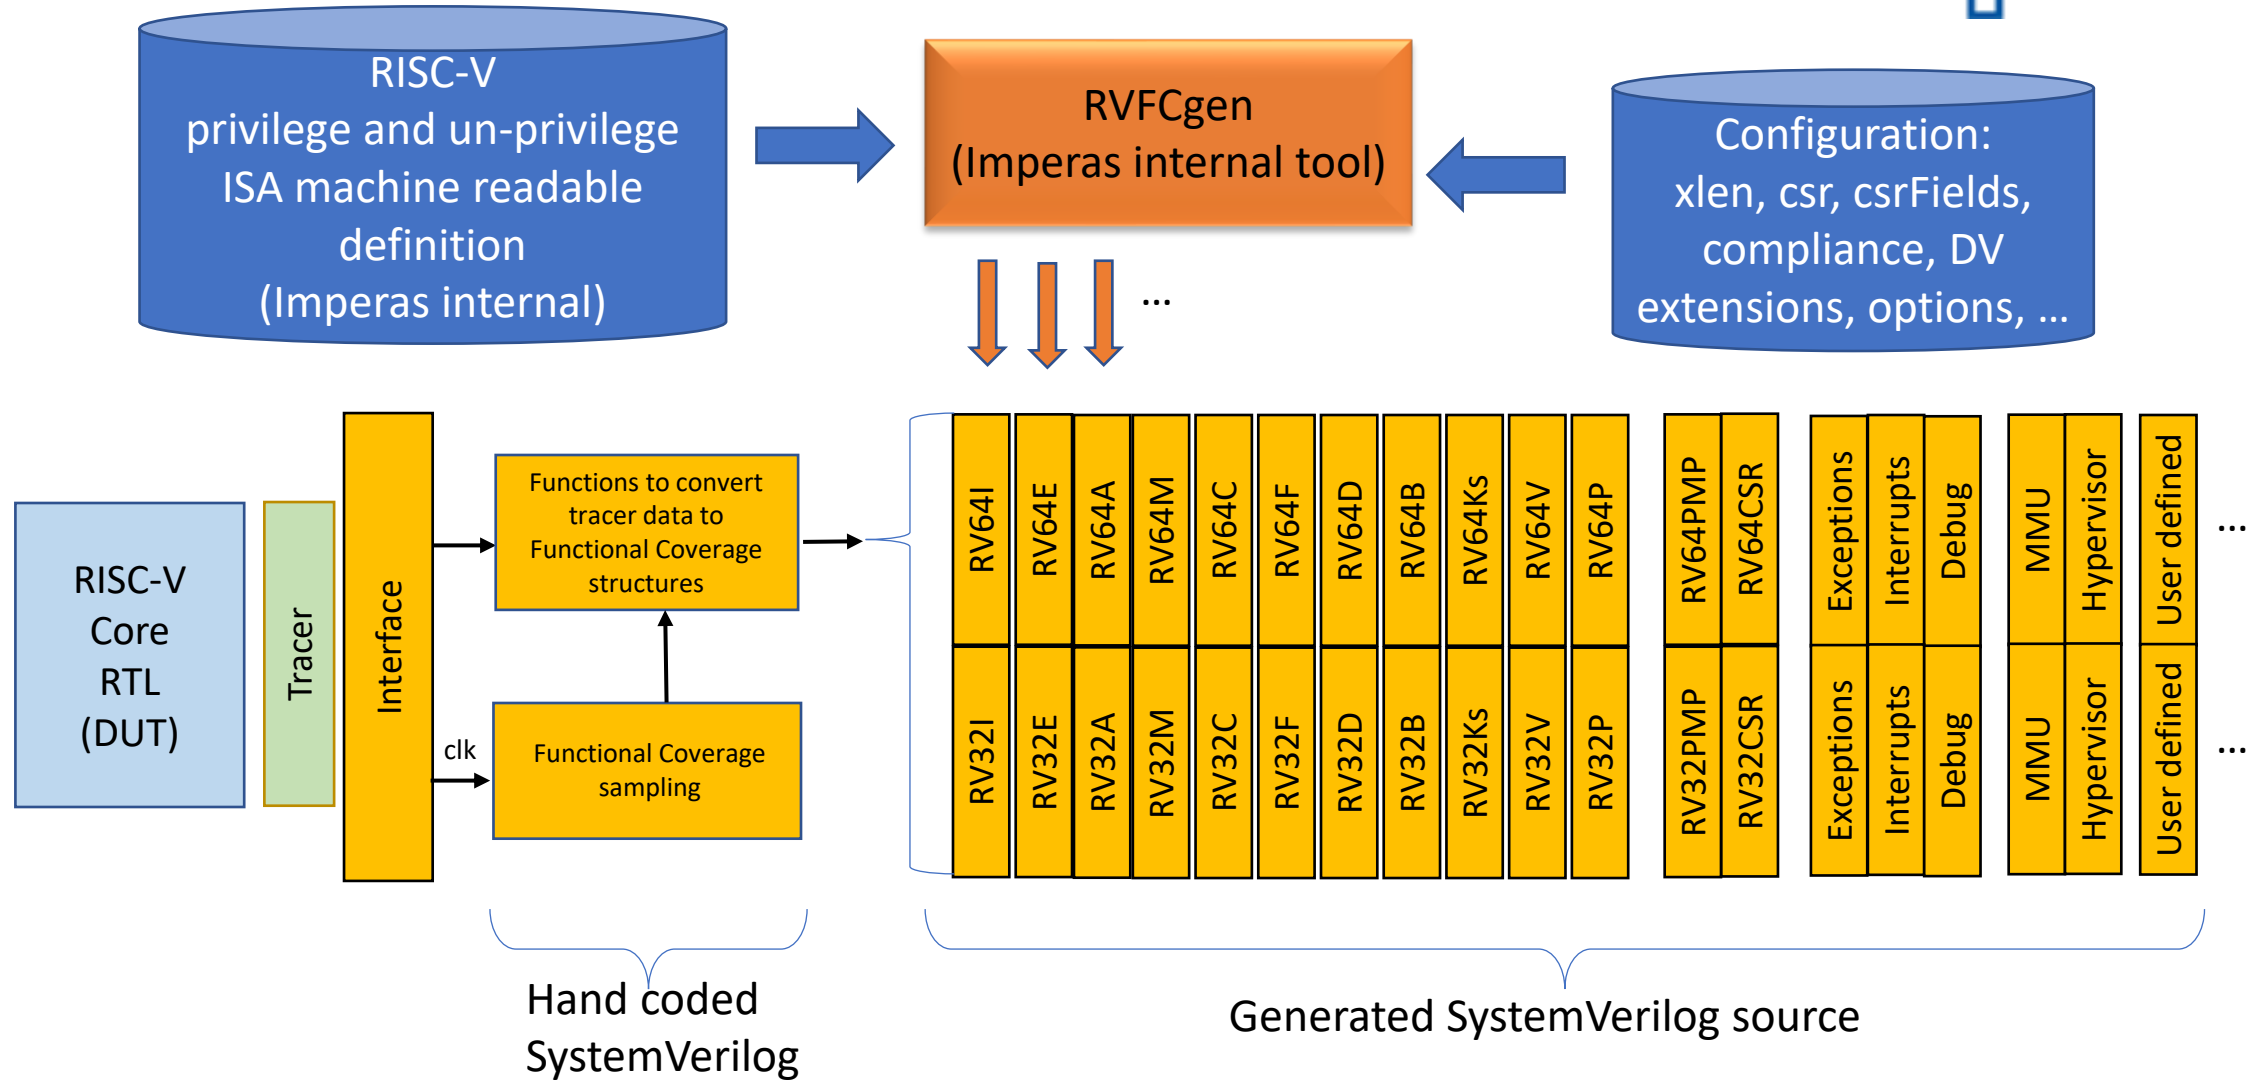 RISC-V
privilege and un-privilege
ISA machine readable
definition
(Imperas internal)
RVFCgen
(Imperas internal tool)
Configuration:
xlen, csr, csrFields,
compliance, DV
extensions, options, ...
...
RISC-V
Core
RTL
(DUT)
Tracer
Interface
clk
Functions to convert
tracer data to
Functional Coverage
structures
Functional Coverage
sampling
RV64I
RV64E
RV64A
RV64M
RV64C
RV64F
RV64D
RV64B
RV64Ks
RV64V
RV64P
RV64PMP
RV64CSR
Exceptions
Interrupts
Debug
MMU
Hypervisor
User defined
...
RV32I
RV32E
RV32A
RV32M
RV32C
RV32F
RV32D
RV32B
RV32Ks
RV32V
RV32P
RV32PMP
RV32CSR
Exceptions
Interrupts
Debug
MMU
Hypervisor
User defined
...
Hand coded
SystemVerilog
Generated SystemVerilog source